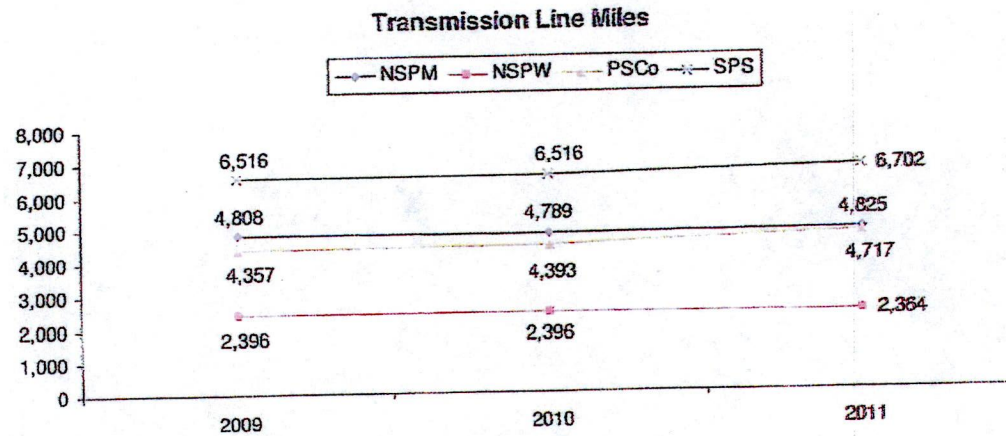 Transmission Line Miles
NSPM NSPW PSCo SPS
8,000
7,000
6,000
5,000
4,000
3,000
2,000
1,000
0
6,516 6,516 6,702
4,808 4,789 4,825
4,357 4,393 4,717
2,396 2,396 2,364
2009 2010 2011